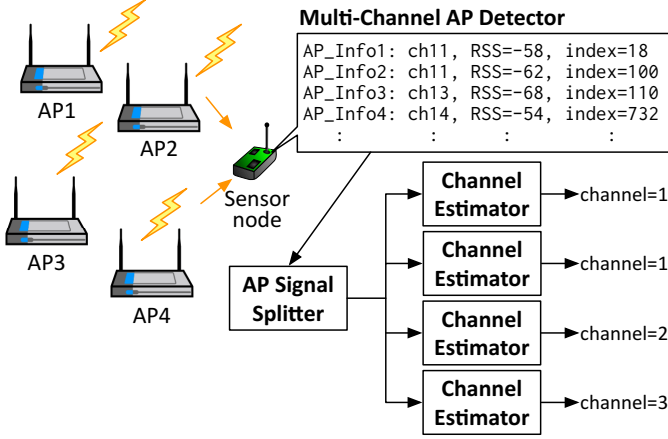 Multi-Channel AP Detector
AP_Info1: ch11, RSS=-58, index=18
AP_Info2: ch11, RSS=-62, index=100
AP_Info3: ch13, RSS=-68, index=110
AP_Info4: ch14, RSS=-54, index=732
: : : :
AP1
AP2
Sensor
node
AP3
AP4
AP Signal
Splitter
Channel
Estimator
channel=1
Channel
Estimator
channel=1
Channel
Estimator
channel=2
Channel
Estimator
channel=3